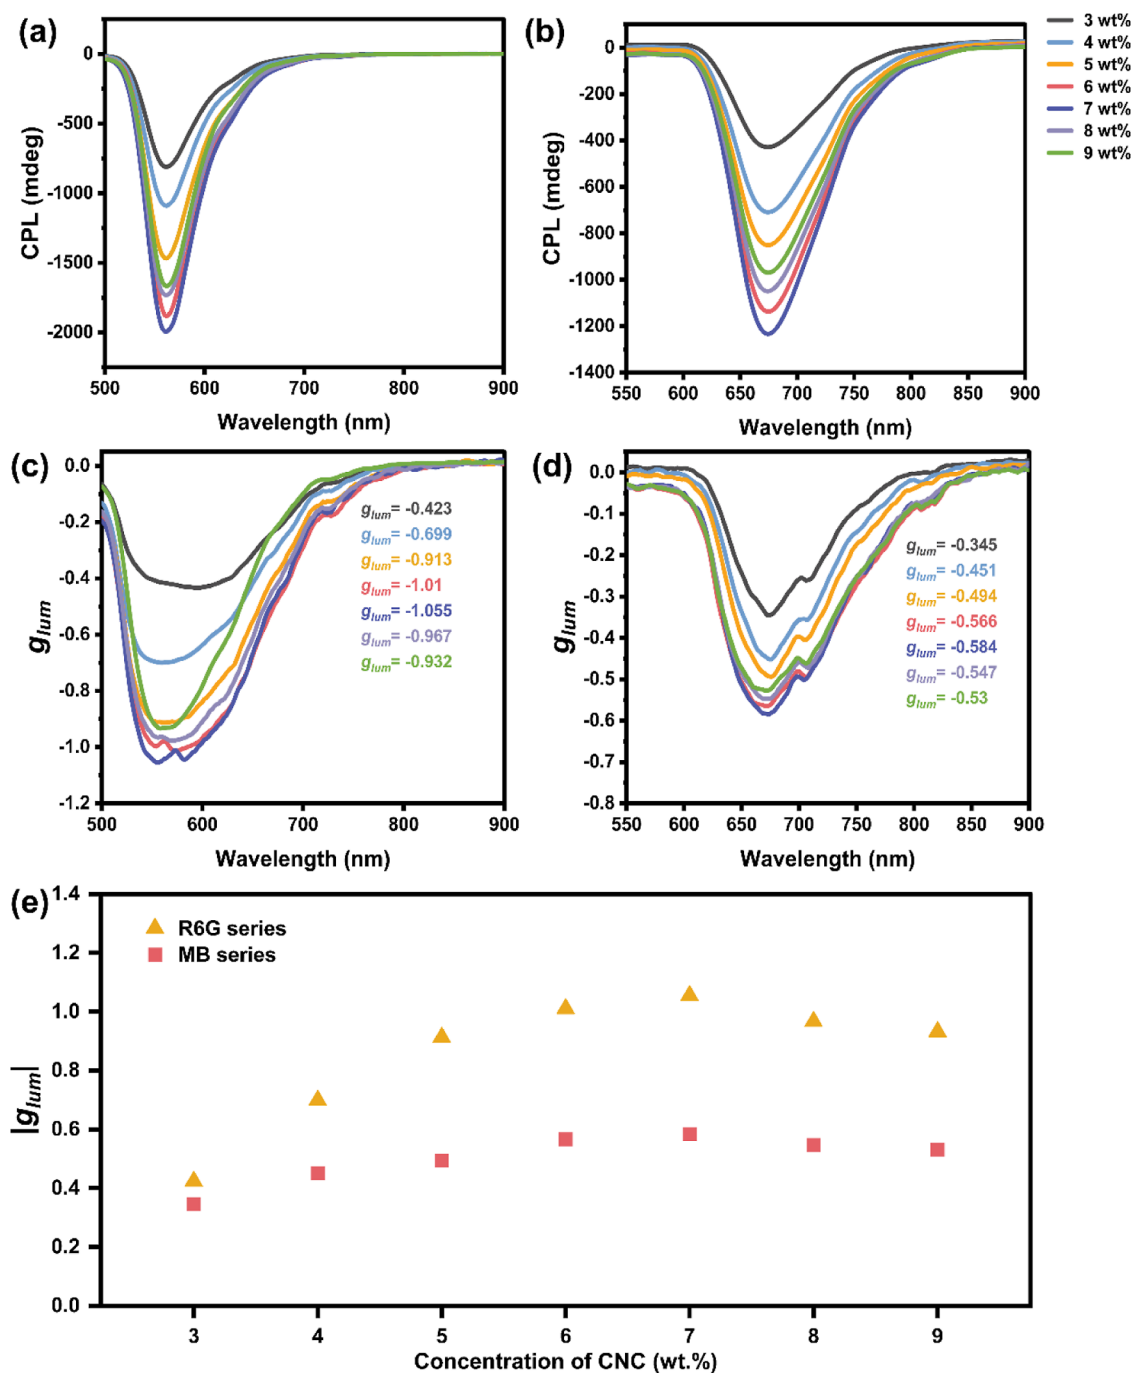 (a)
0
-500
-1000
-1500
-2000
CPL (mdeg)
500 600 700 800 900
Wavelength (nm)
(b)
0
-200
-400
-600
-800
-1000
-1200
-1400
CPL (mdeg)
550 600 650 700 750 800 850 900
Wavelength (nm)
3 wt%
4 wt%
5 wt%
6 wt%
7 wt%
8 wt%
9 wt%
(c)
0.0
-0.2
-0.4
-0.6
-0.8
-1.0
-1.2
glum
glum= -0.423
glum= -0.699
glum= -0.913
glum= -1.01
glum= -1.055
glum= -0.967
glum= -0.932
500 600 700 800 900
Wavelength (nm)
(d)
0.0
-0.1
-0.2
-0.3
-0.4
-0.5
-0.6
-0.7
-0.8
glum
glum= -0.345
glum= -0.451
glum= -0.494
glum= -0.566
glum= -0.584
glum= -0.547
glum= -0.53
550 600 650 700 750 800 850 900
Wavelength (nm)
(e)
1.4
1.2
1.0
0.8
0.6
0.4
0.2
0.0
|glum|
R6G series
MB series
3 4 5 6 7 8 9
Concentration of CNC (wt.%)